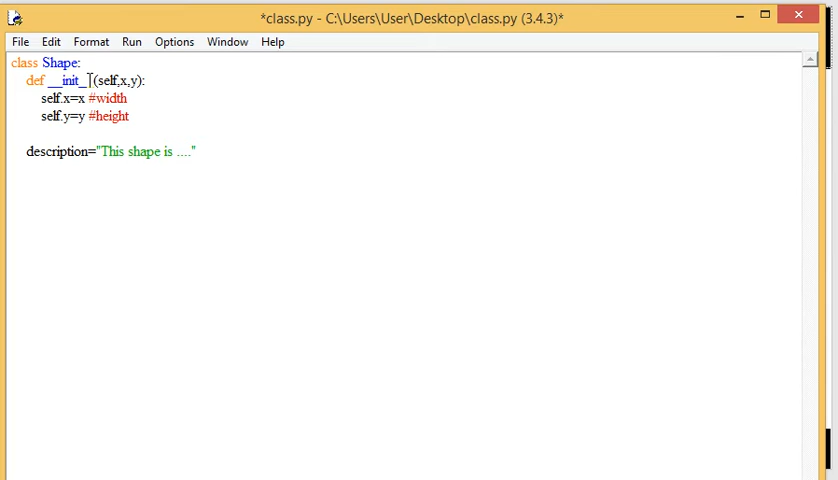 *class.py - C:\Users\User\Desktop\class.py (3.4.3)*
File Edit Format Run Options Window Help
class Shape:
def __init__(self,x,y):
self.x=x #width
self.y=y #height
description="This shape is ...."